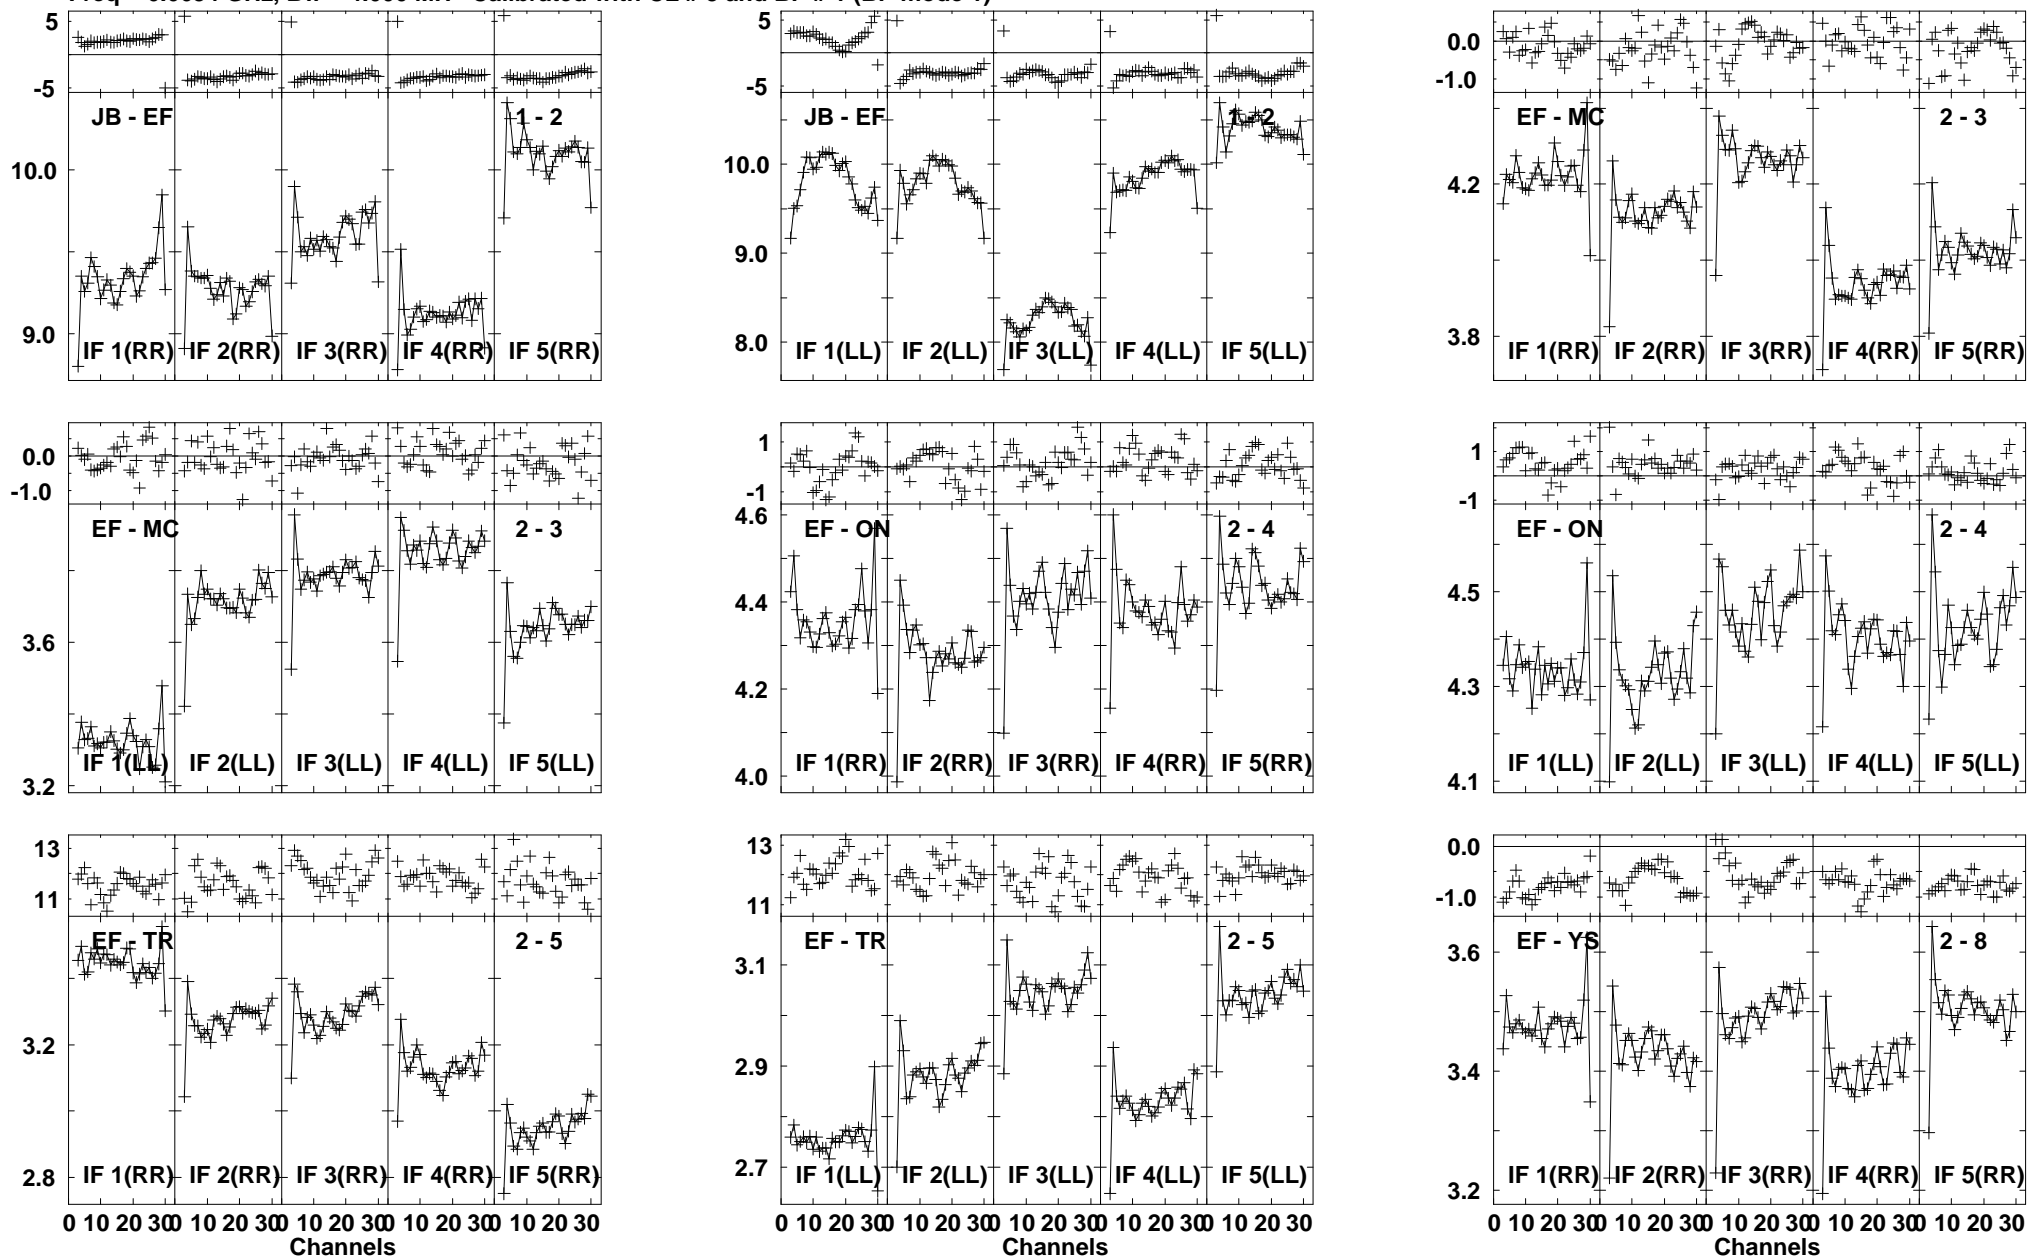 5 5 0.0
-5 -5 -1.0
JB - EF 1 - 2 JB - EF 1 - 2 EF - MC 2 - 3
10.0 10.0 4.2
9.0
9.0 8.0 3.8
IF 1(RR) IF 2(RR) IF 3(RR) IF 4(RR) IF 5(RR) IF 1(LL) IF 2(LL) IF 3(LL) IF 4(LL) IF 5(LL) IF 1(RR) IF 2(RR) IF 3(RR) IF 4(RR) IF 5(RR)
0.0 1 1
-1.0 -1 -1
EF - MC 2 - 3 EF - ON 2 - 4 EF - ON 2 - 4
4.6
4.4 4.5
3.6 4.2 4.3
IF 1(LL) IF 2(LL) IF 3(LL) IF 4(LL) IF 5(LL) IF 1(RR) IF 2(RR) IF 3(RR) IF 4(RR) IF 5(RR) IF 1(LL) IF 2(LL) IF 3(LL) IF 4(LL) IF 5(LL)
3.2 4.0 4.1
13 13 0.0
11 11 -1.0
EF - TR 2 - 5 EF - TR 2 - 5 EF - YS 2 - 8
3.1 3.6
3.2 2.9 3.4
2.8 2.7 3.2
IF 1(RR) IF 2(RR) IF 3(RR) IF 4(RR) IF 5(RR) IF 1(LL) IF 2(LL) IF 3(LL) IF 4(LL) IF 5(LL) IF 1(RR) IF 2(RR) IF 3(RR) IF 4(RR) IF 5(RR)
0 10 20 30 0 10 20 30 0 10 20 30 0 10 20 30 0 10 20 30 0 10 20 30 0 10 20 30 0 10 20 30 0 10 20 30 0 10 20 30 0 10 20 30 0 10 20 30 0 10 20 30 0 10 20 30 0 10 20 30
Channels Channels Channels